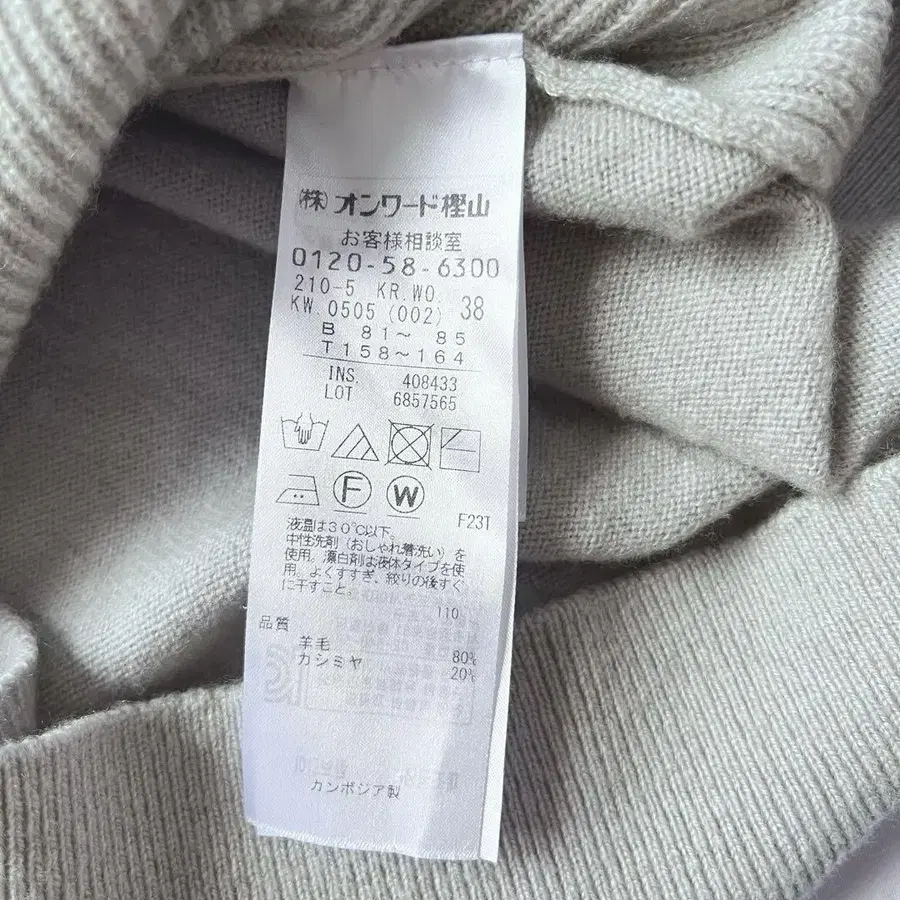 ㈱オンワード樫山
お客様相談室
0120-58-6300
210-5 KR.WO. 38
KW.0505 (002)
B 81~ 85
T158~164
INS. 408433
LOT 6857565
F W
F23T
液温は30℃以下。
中性洗剤（おしゃれ着洗い）を
使用。漂白剤は液体タイプを使
用。よくすすぎ、絞りの後すぐ
に干すこと。
110
品質
羊毛 80%
カシミヤ 20%
カンボジア製